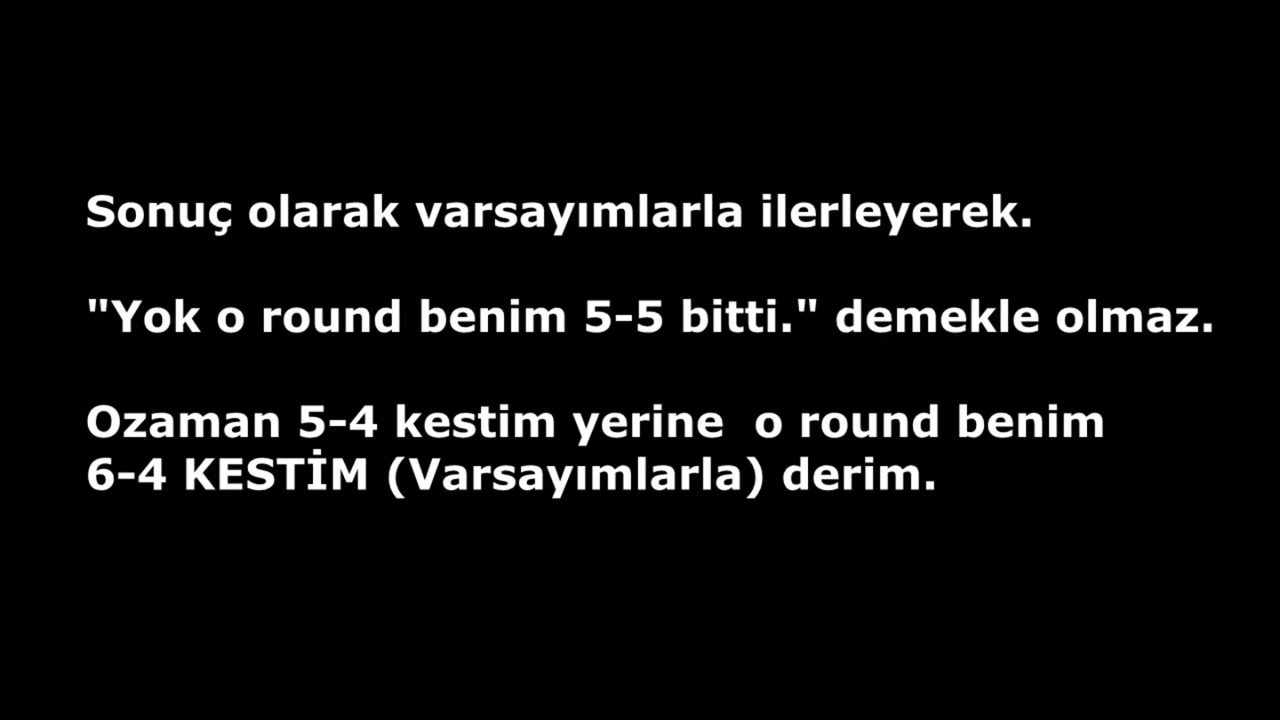 Sonuç olarak varsayımlarla ilerleyerek.
"Yok o round benim 5-5 bitti." demekle olmaz.
Ozaman 5-4 kestim yerine  o round benim
6-4 KESTİM (Varsayımlarla) derim.